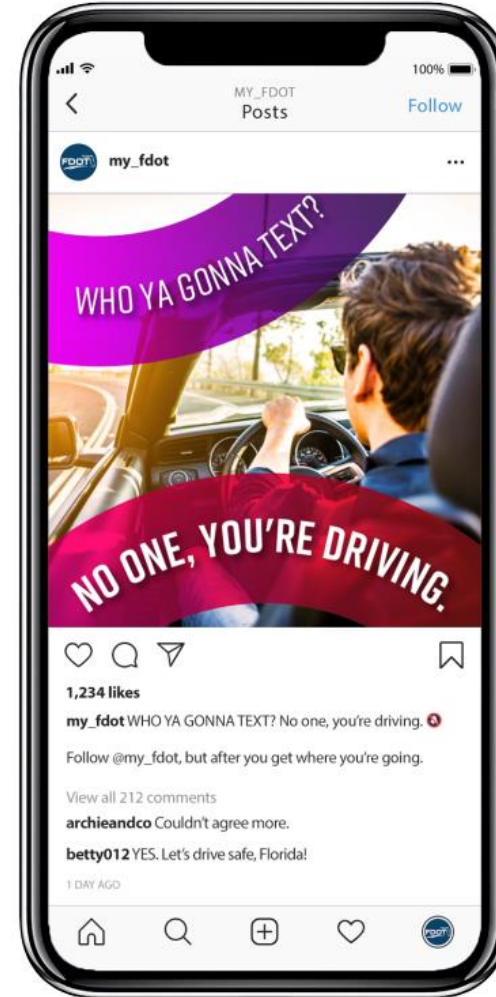 100%
MY_FDOT
Posts
Follow
FDOT
my_fdot
WHO YA GONNA TEXT?
NO ONE, YOU'RE DRIVING.
1,234 likes
my_fdot WHO YA GONNA TEXT? No one, you're driving.
Follow @my_fdot, but after you get where you're going.
View all 212 comments
archieandco Couldn't agree more.
betty012 YES. Let's drive safe, Florida!
1 DAY AGO
FDOT